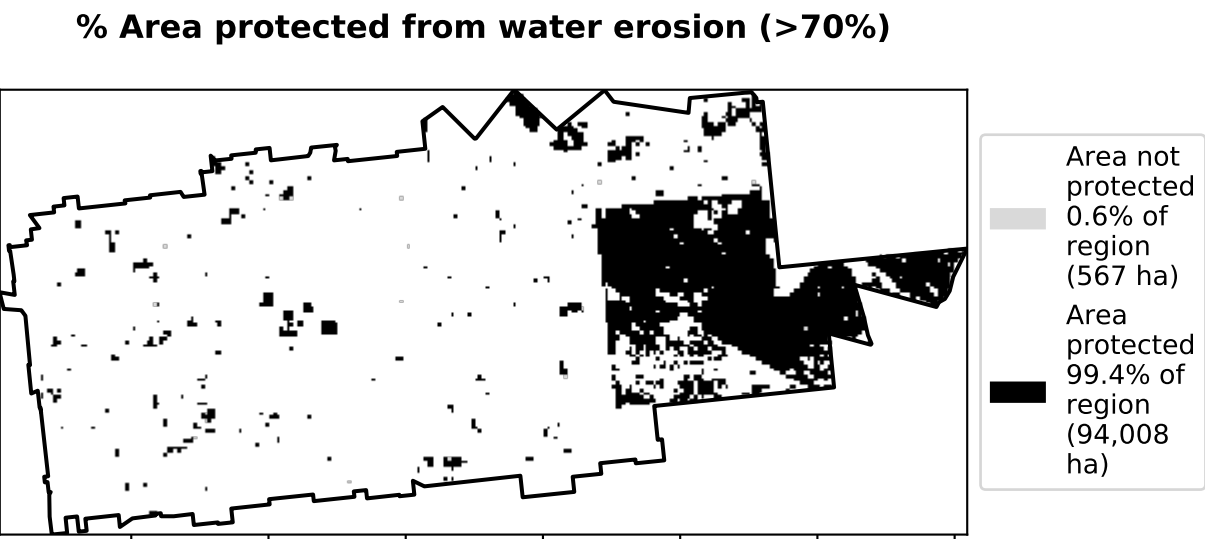 % Area protected from water erosion (>70%)
Area not
protected
0.6% of
region
(567 ha)
Area
protected
99.4% of
region
(94,008
ha)